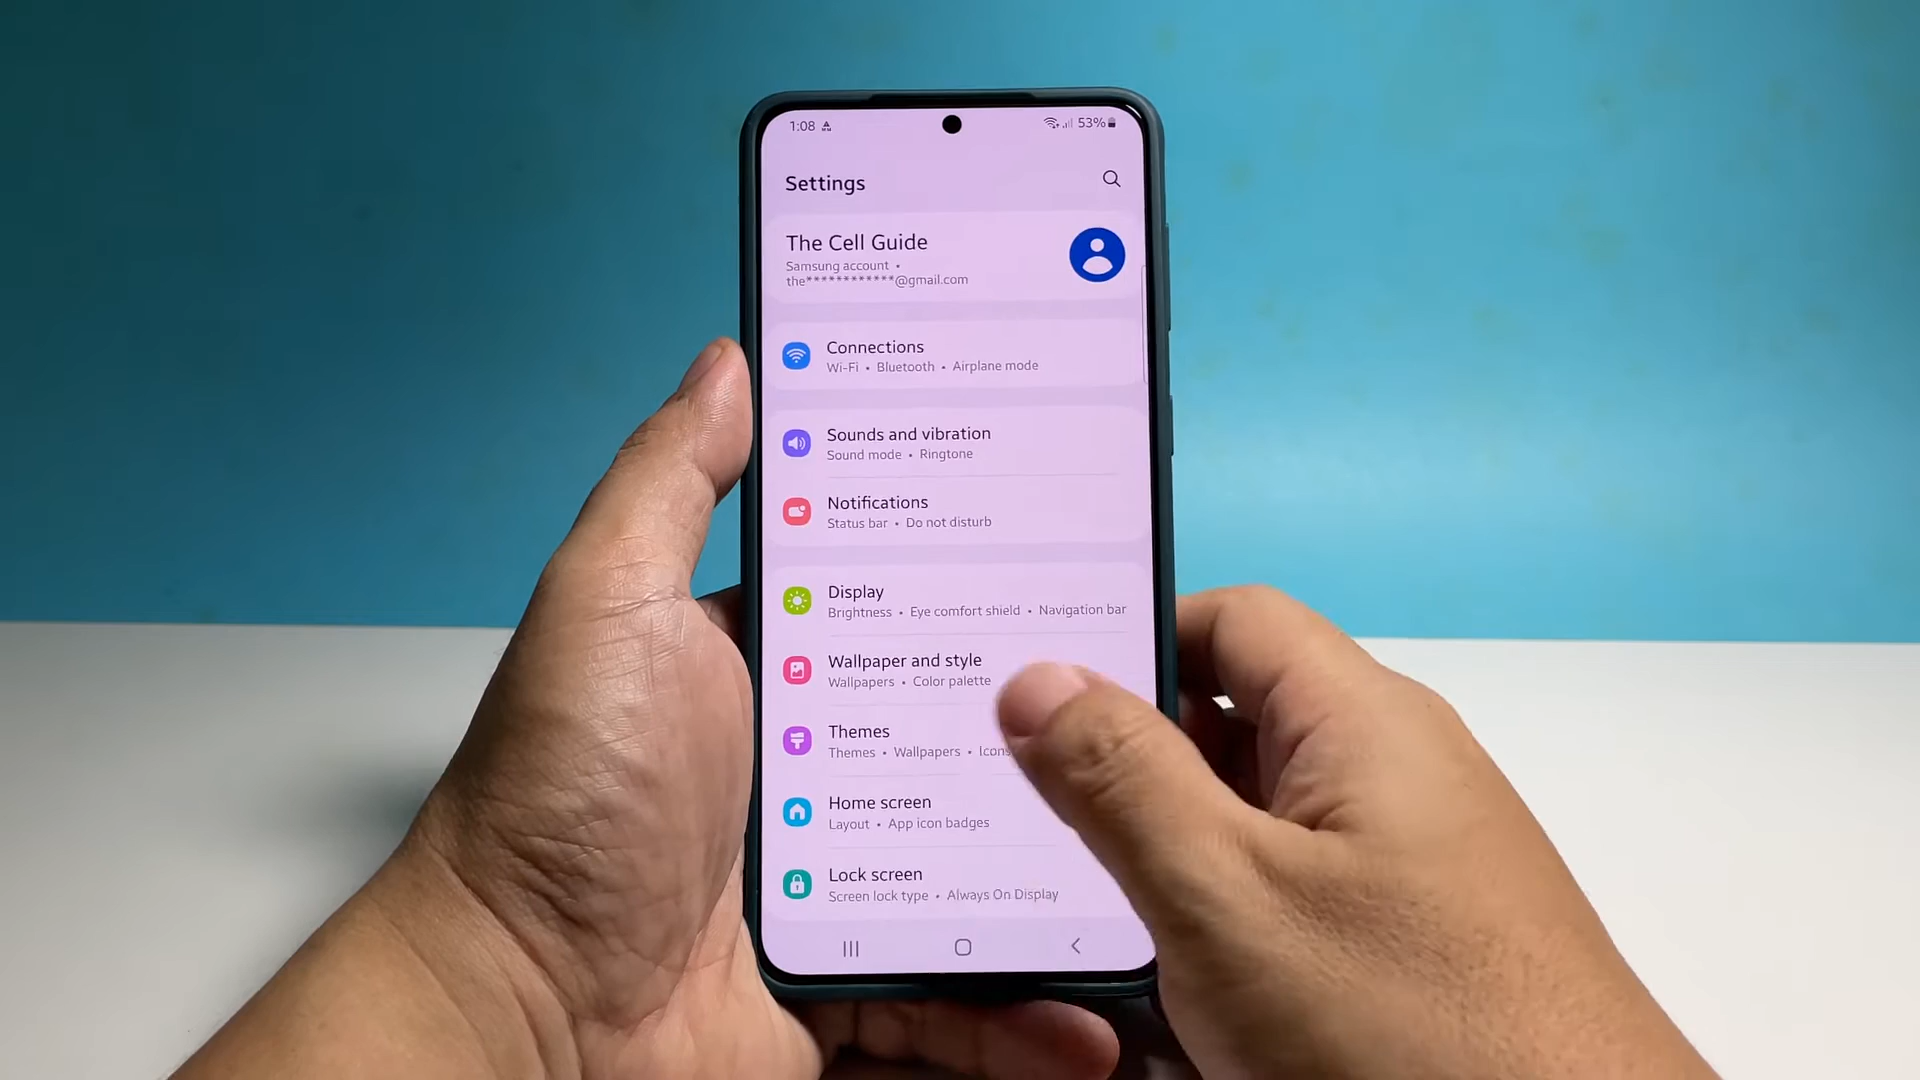 1:08
53%
Settings
The Cell Guide
Samsung account •
the************@gmail.com
Connections
Wi-Fi • Bluetooth • Airplane mode
Sounds and vibration
Sound mode • Ringtone
Notifications
Status bar • Do not disturb
Display
Brightness • Eye comfort shield • Navigation bar
Wallpaper and style
Wallpapers • Color palette
Themes
Themes • Wallpapers • Icons
Home screen
Layout • App icon badges
Lock screen
Screen lock type • Always On Display